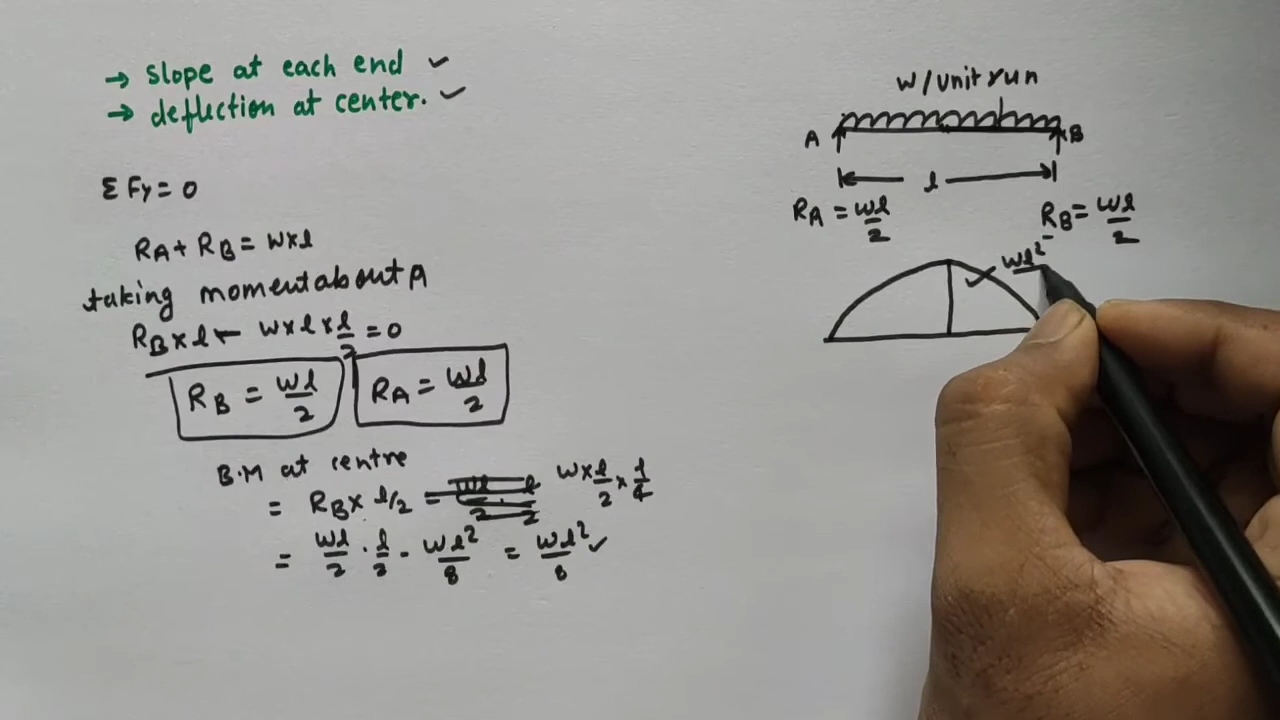 → slope at each end ✓
→ deflection at center. ✓
Σ Fy = 0
RA + RB = w×l
taking moment about A
RB × l - w×l×l/2 = 0
RB = wl/2 RA = wl/2
B.M at centre
= RB × l/2 = w×l/2×l/4
= wl/2 . l/2 - wl²/8 = wl²/8 ✓
w/unit run
A B
l
RA = wl/2 RB = wl/2
wl²